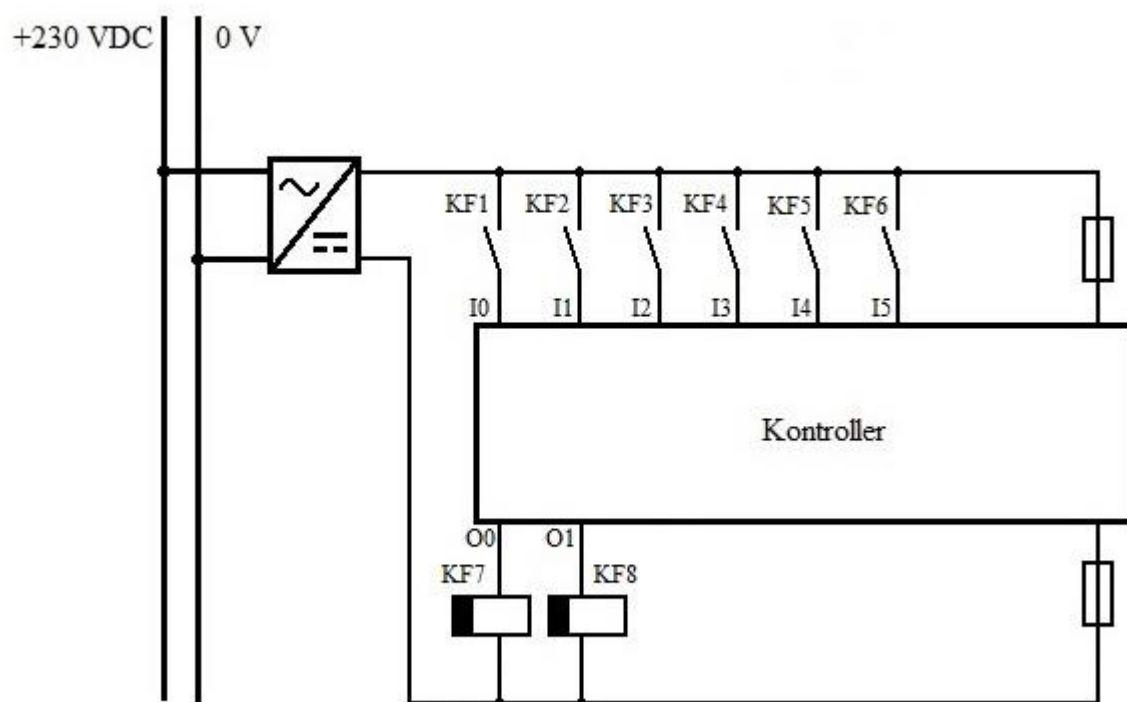 +230 VDC
0 V
KF1
KF2
KF3
KF4
KF5
KF6
I0
I1
I2
I3
I4
I5
Kontroller
O0
O1
KF7
KF8